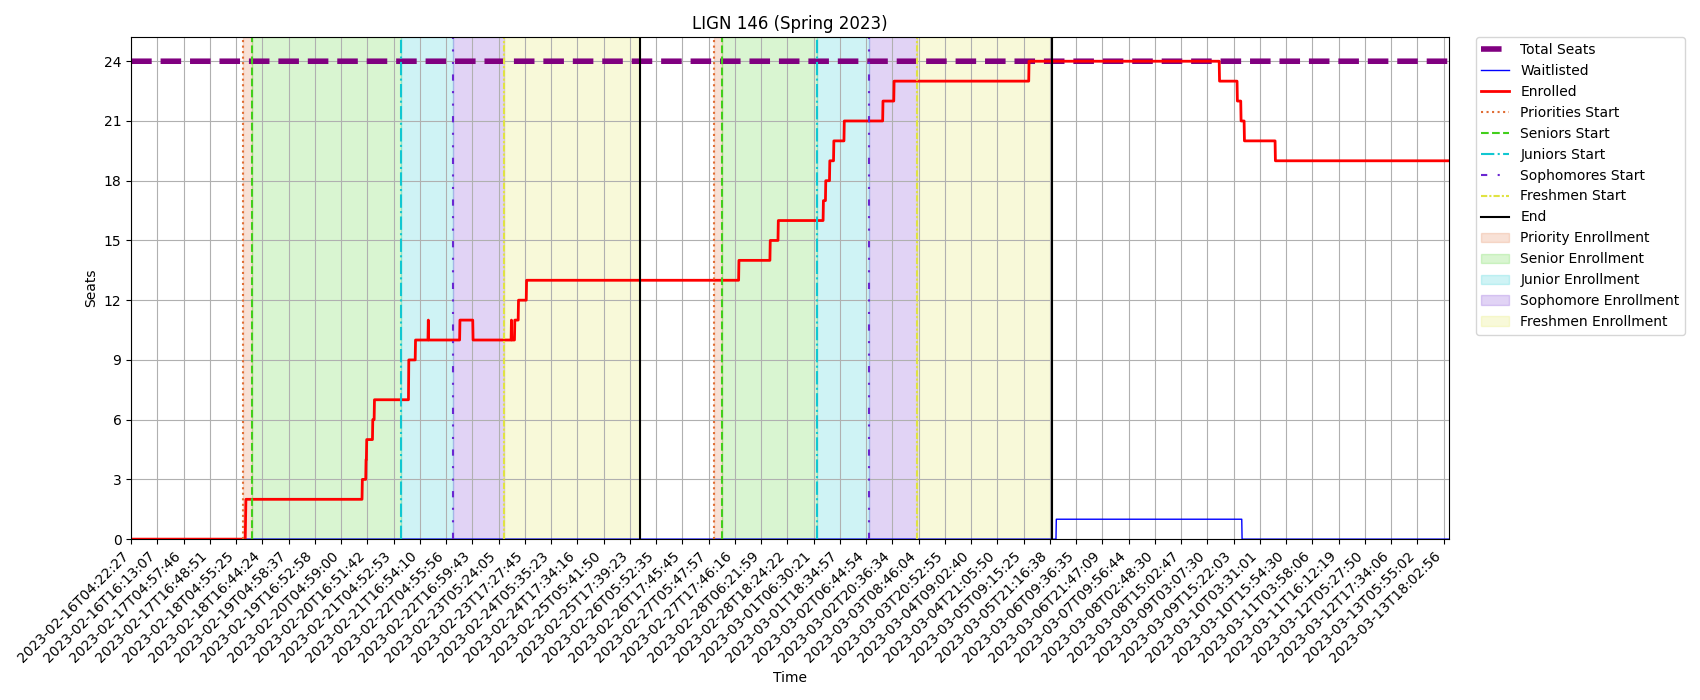 LIGN 146 (Spring 2023)
Seats
24
21
18
15
12
9
6
3
0
2023-02-16T04:22:27
2023-02-16T16:13:07
2023-02-17T04:57:46
2023-02-17T16:48:51
2023-02-18T04:55:25
2023-02-18T16:44:24
2023-02-19T04:58:37
2023-02-19T16:52:58
2023-02-20T04:59:00
2023-02-20T16:51:42
2023-02-21T04:52:53
2023-02-21T16:54:10
2023-02-22T04:55:56
2023-02-22T16:59:43
2023-02-23T05:24:05
2023-02-23T17:27:45
2023-02-24T05:35:23
2023-02-24T17:34:16
2023-02-25T05:41:50
2023-02-25T17:39:23
2023-02-26T05:52:35
2023-02-26T17:45:45
2023-02-27T05:47:57
2023-02-27T17:46:16
2023-02-28T06:21:59
2023-02-28T18:24:22
2023-03-01T06:30:21
2023-03-01T18:34:57
2023-03-02T06:44:54
2023-03-02T20:36:34
2023-03-03T08:46:04
2023-03-03T20:52:55
2023-03-04T09:02:40
2023-03-04T21:05:50
2023-03-05T09:15:25
2023-03-05T21:16:38
2023-03-06T09:36:35
2023-03-06T21:47:09
2023-03-07T09:56:44
2023-03-08T02:48:30
2023-03-08T15:02:47
2023-03-09T03:07:30
2023-03-09T15:22:03
2023-03-10T03:31:01
2023-03-10T15:54:30
2023-03-11T03:58:06
2023-03-11T16:12:19
2023-03-12T05:27:50
2023-03-12T17:34:06
2023-03-13T05:55:02
2023-03-13T18:02:56
Time
Total Seats
Waitlisted
Enrolled
Priorities Start
Seniors Start
Juniors Start
Sophomores Start
Freshmen Start
End
Priority Enrollment
Senior Enrollment
Junior Enrollment
Sophomore Enrollment
Freshmen Enrollment